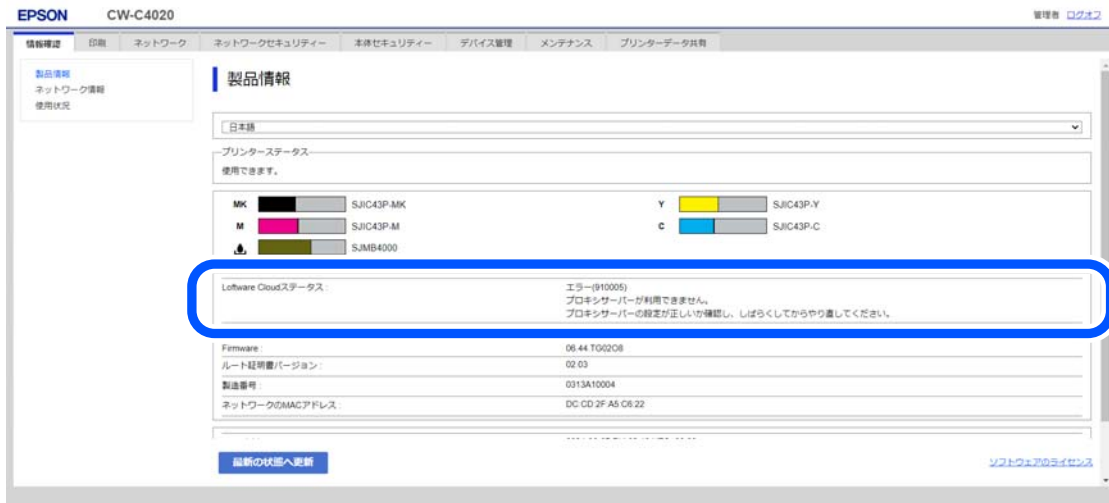 EPSON CW-C4020
管理者 ログオフ
情報確認 印刷 ネットワーク ネットワークセキュリティー 本体セキュリティー デバイス管理 メンテナンス プリンターデータ共有
製品情報
ネットワーク情報
使用状況
製品情報
日本語
プリンターステータス
使用できます。
MK SJIC43P-MK
Y SJIC43P-Y
M SJIC43P-M
C SJIC43P-C
SJMB4000
Loftware Cloudステータス : エラー(910005)
プロキシサーバーが利用できません。
プロキシサーバーの設定が正しいか確認し、しばらくしてからやり直してください。
Firmware : 06.44 TG02O8
ルート証明書バージョン : 02.03
製造番号 : 0313A10004
ネットワークのMACアドレス : DC CD 2F A5 C6:22
最新の状態へ更新
ソフトウェアのライセンス